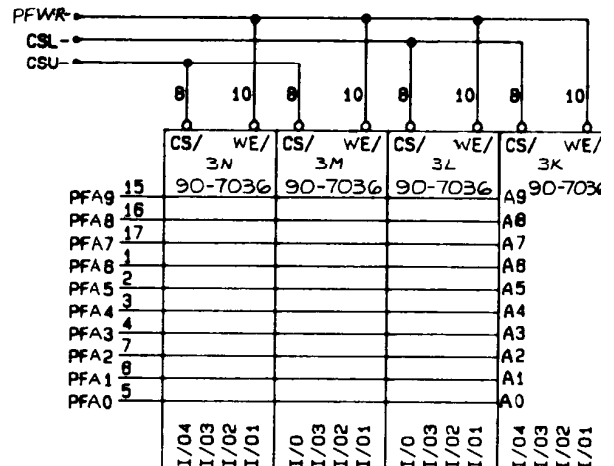 PFWR-
CSL-
CSU-
8 10 8 10 8 10 8 10
CS/ WE/ CS/ WE/ CS/ WE/ CS/ WE/
3N 3M 3L 3K
90-7036 90-7036 90-7036 90-7036
PFA9 15 A9
PFA8 16 A8
PFA7 17 A7
PFA6 1 A6
PFA5 2 A5
PFA4 3 A4
PFA3 4 A3
PFA2 7 A2
PFA1 6 A1
PFA0 5 A0
I/04
I/03
I/02
I/01
I/0
I/03
I/02
I/01
I/0
I/03
I/02
I/01
I/04
I/03
I/02
I/01